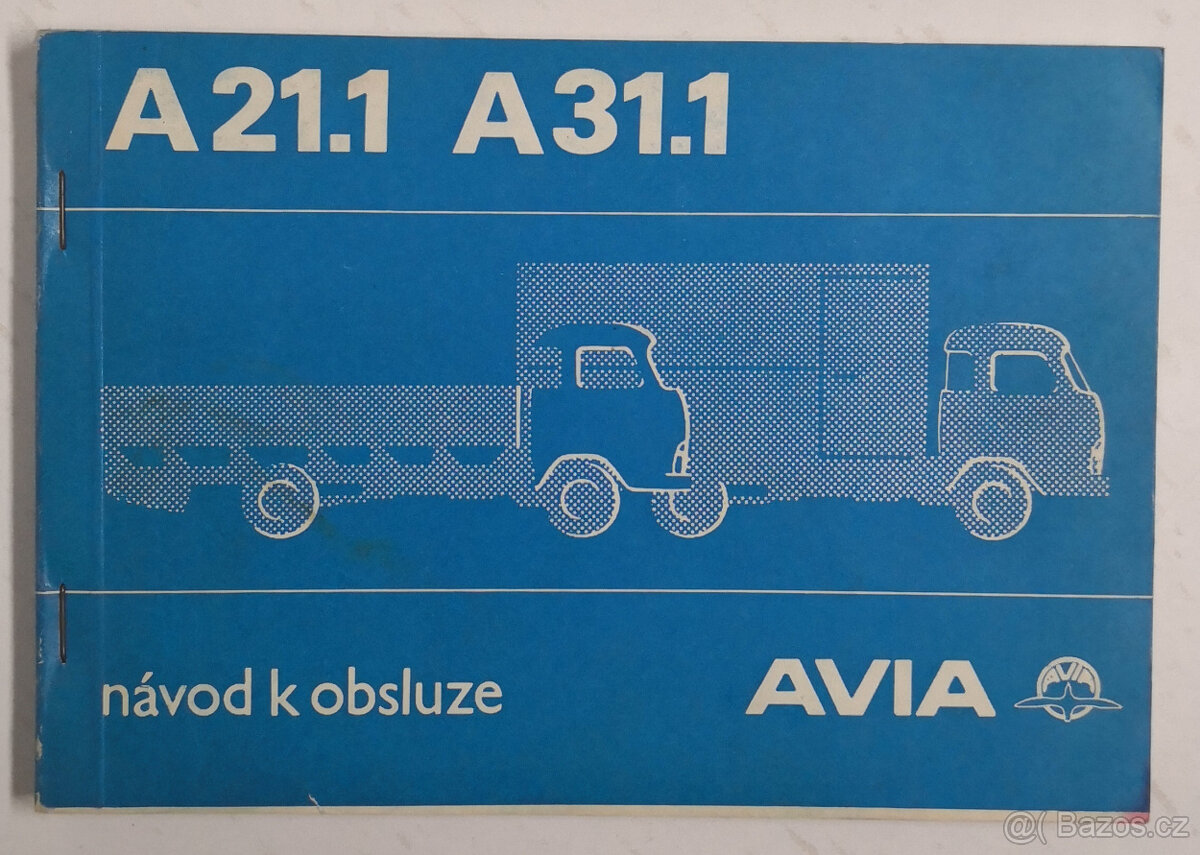 A21.1 A31.1
návod k obsluze
AVIA
AVIA
@( Bazos.cz